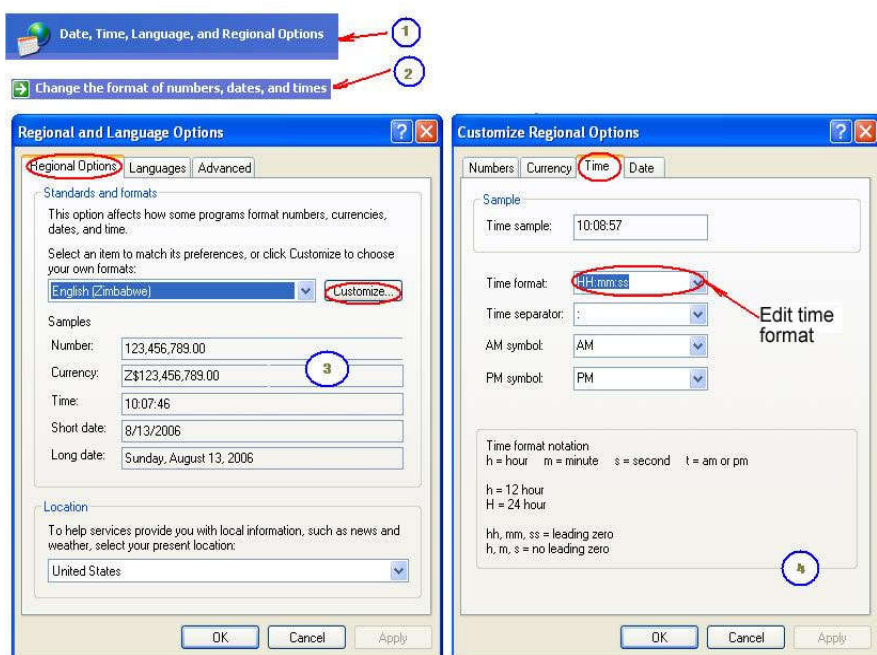 Date, Time, Language, and Regional Options
1
Change the format of numbers, dates, and times
2
Regional and Language Options
Regional Options Languages Advanced
Standards and formats
This option affects how some programs format numbers, currencies,
dates, and time.
Select an item to match its preferences, or click Customize to choose
your own formats:
English (Zimbabwe)
Customize...
Samples
Number: 123,456,789.00
Currency: Z$123,456,789.00
Time: 10:07:46
Short date: 8/13/2006
Long date: Sunday, August 13, 2006
3
Location
To help services provide you with local information, such as news and
weather, select your present location:
United States
OK Cancel Apply
Customize Regional Options
Numbers Currency Time Date
Sample
Time sample: 10:08:57
Time format: HH:mm:ss
Time separator: :
AM symbol: AM
PM symbol: PM
Edit time
format
Time format notation
h = hour m = minute s = second t = am or pm
h = 12 hour
H = 24 hour
hh, mm, ss = leading zero
h, m, s = no leading zero
4
OK Cancel Apply